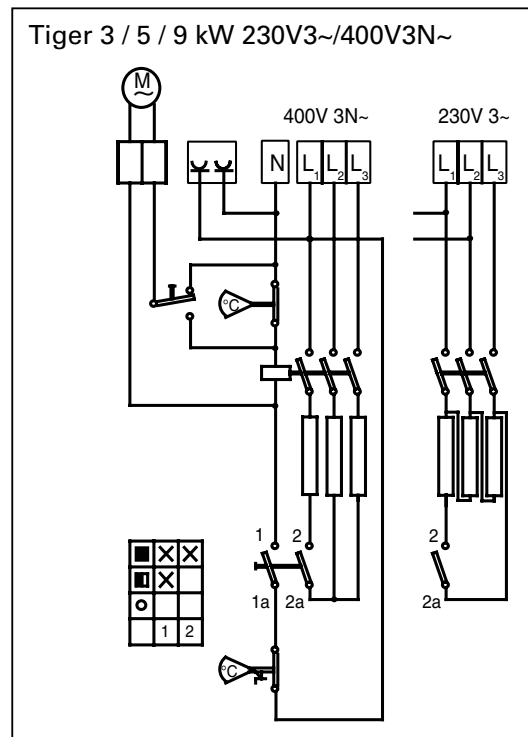 Tiger 3 / 5 / 9 kW 230V3~/400V3N~
M
~
400V 3N~
230V 3~
N
L1
L2
L3
L1
L2
L3
°C
1
2
2
1a
2a
2a
1
2
°C